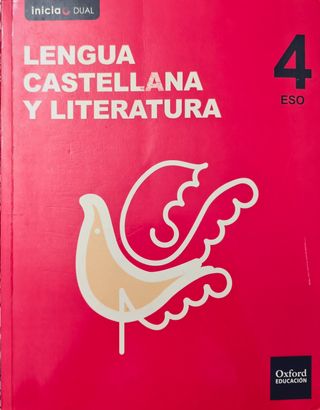 inicia DUAL
LENGUA
CASTELLANA
Y LITERATURA
4
ESO
Oxford
EDUCACIÓN